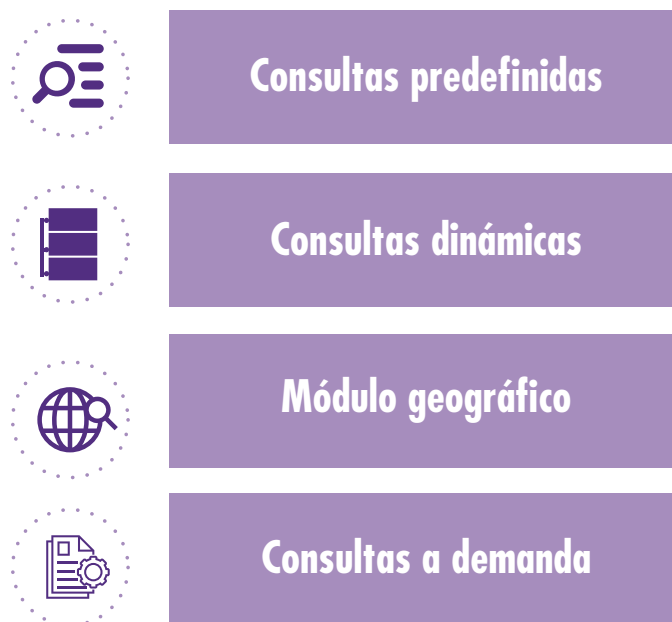 Consultas predefinidas
Consultas dinámicas
Módulo geográfico
Consultas a demanda